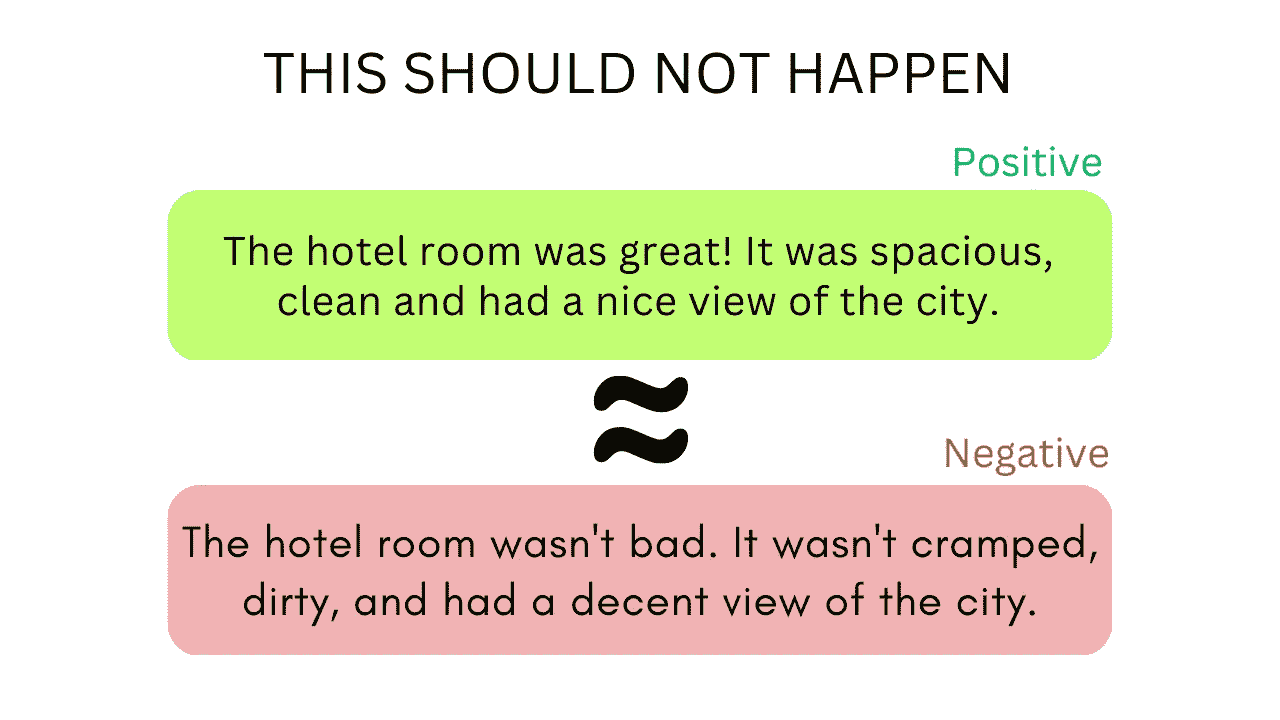 THIS SHOULD NOT HAPPEN
Positive
The hotel room was great! It was spacious,
clean and had a nice view of the city.
≈
Negative
The hotel room wasn't bad. It wasn't cramped,
dirty, and had a decent view of the city.